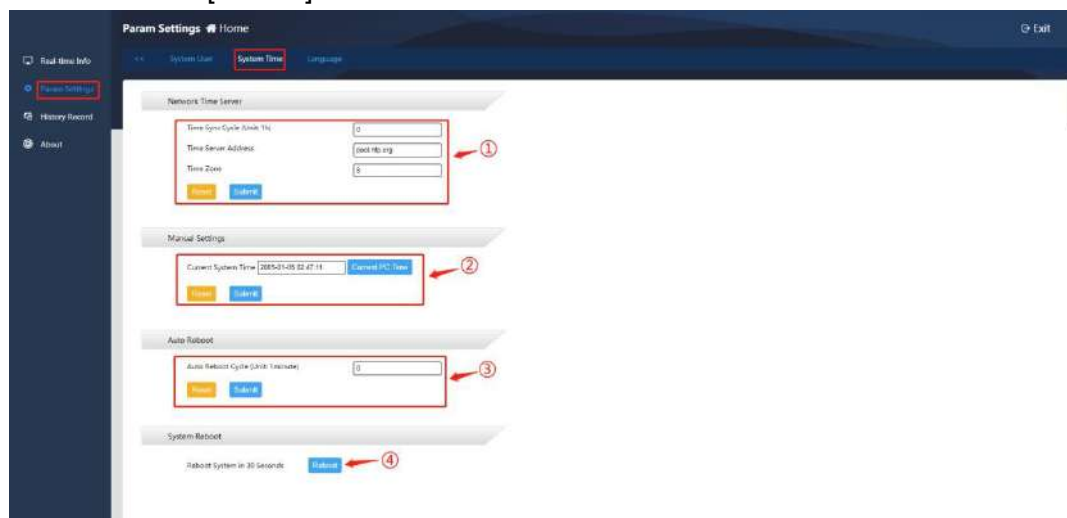 Param Settings Home
Exit
Real-time Info
<< System User System Time Language
Param Settings
History Record
About
Network Time Server
Time Sync Cycle 0
Time Server Address pool.ntp.org
Time Zone 8
①
Reset Submit
Manual Settings
Current System Time Current PC Time
②
Reset Submit
Auto Reboot
Auto Reboot Cycle (Unit: 1minute) 0
③
Reset Submit
System Reboot
Reboot System in 30 Seconds Reboot
④